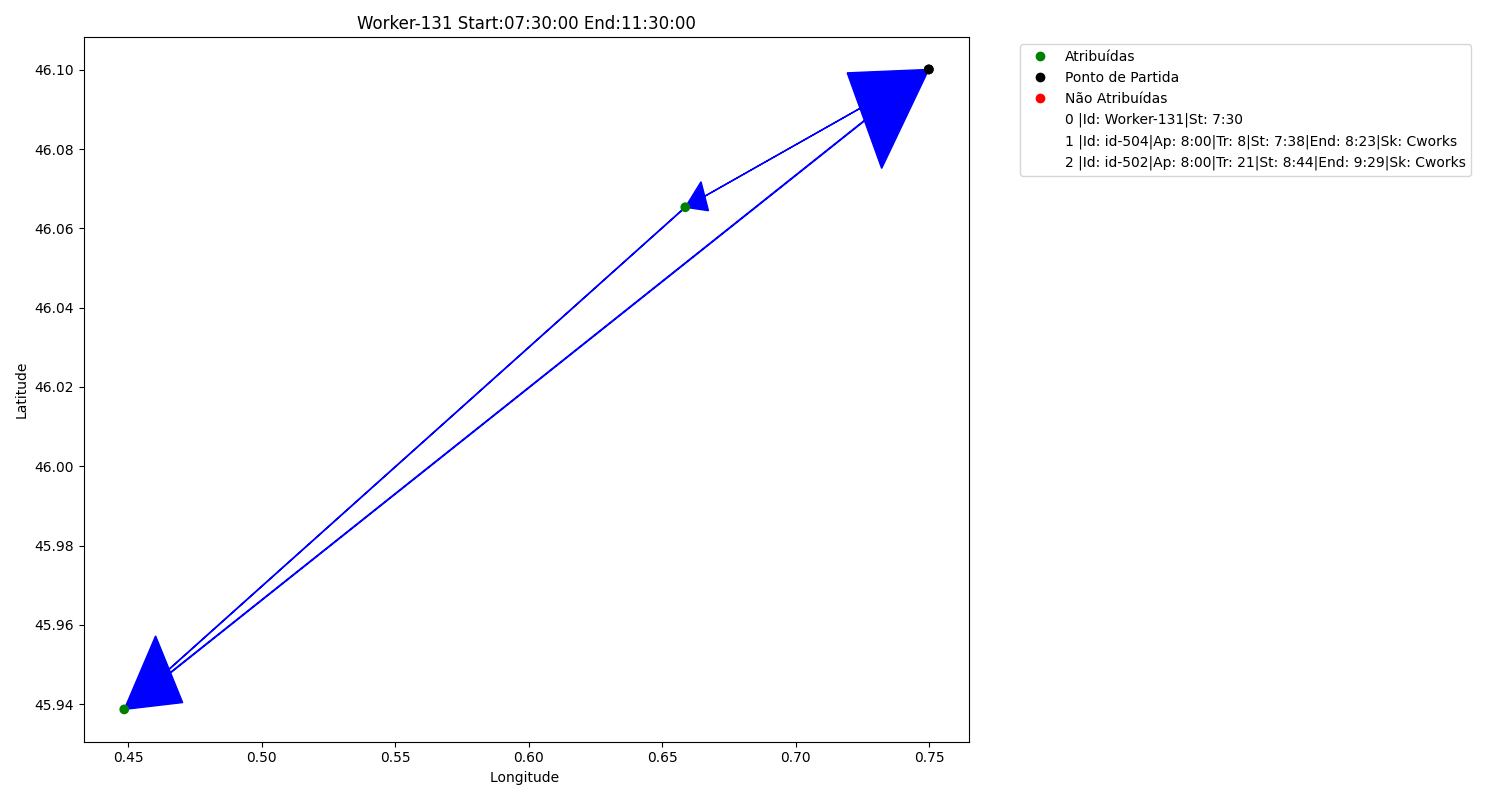 Worker-131 Start:07:30:00 End:11:30:00
Atribuídas
Ponto de Partida
Não Atribuídas
0 |Id: Worker-131|St: 7:30
1 |Id: id-504|Ap: 8:00|Tr: 8|St: 7:38|End: 8:23|Sk: Cworks
2 |Id: id-502|Ap: 8:00|Tr: 21|St: 8:44|End: 9:29|Sk: Cworks
46.10
46.08
46.06
46.04
46.02
46.00
45.98
45.96
45.94
Latitude
0.45 0.50 0.55 0.60 0.65 0.70 0.75
Longitude